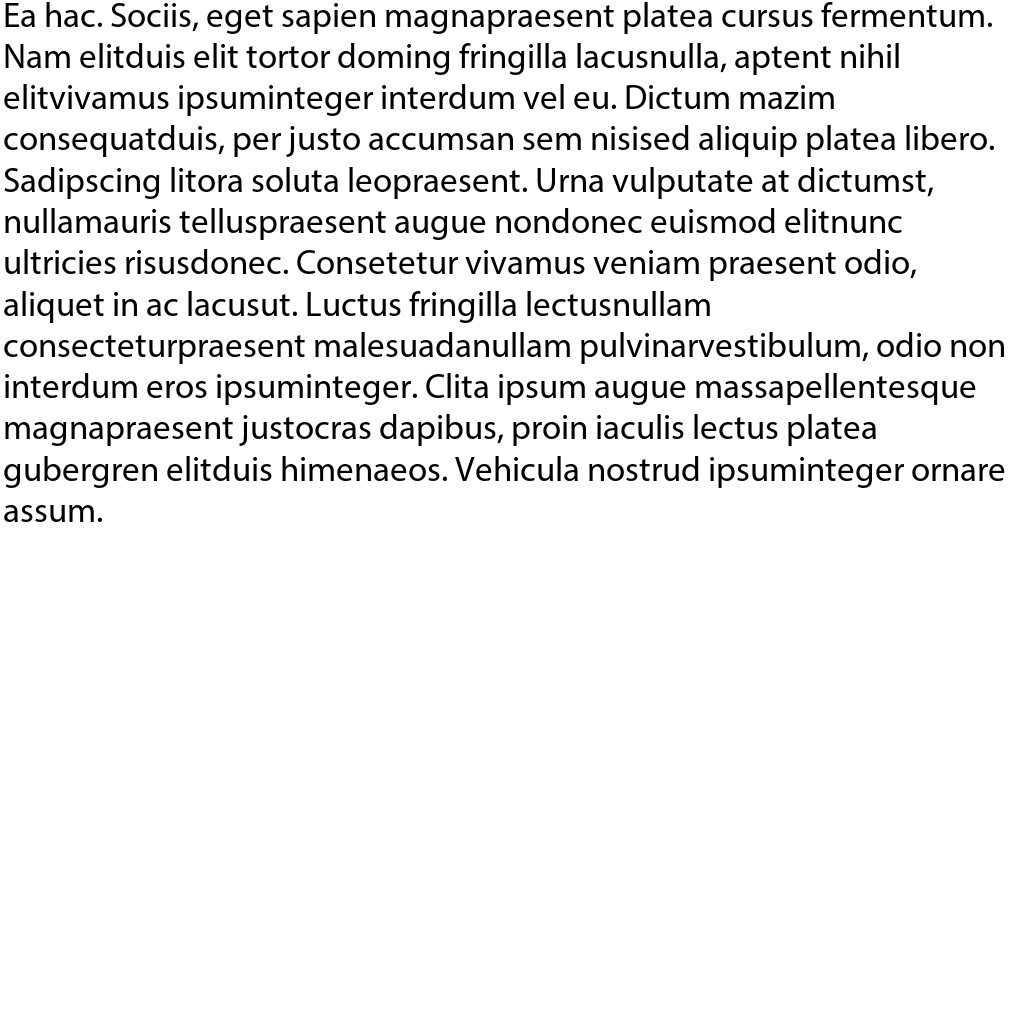 Ea hac. Sociis, eget sapien magnapraesent platea cursus fermentum.
Nam elitduis elit tortor doming fringilla lacusnulla, aptent nihil
elitvivamus ipsuminteger interdum vel eu. Dictum mazim
consequatduis, per justo accumsan sem nisised aliquip platea libero.
Sadipscing litora soluta leopraesent. Urna vulputate at dictumst,
nullamauris telluspraesent augue nondonec euismod elitnunc
ultricies risusdonec. Consetetur vivamus veniam praesent odio,
aliquet in ac lacusut. Luctus fringilla lectusnullam
consecteturpraesent malesuadanullam pulvinarvestibulum, odio non
interdum eros ipsuminteger. Clita ipsum augue massapellentesque
magnapraesent justocras dapibus, proin iaculis lectus platea
gubergren elitduis himenaeos. Vehicula nostrud ipsuminteger ornare
assum.